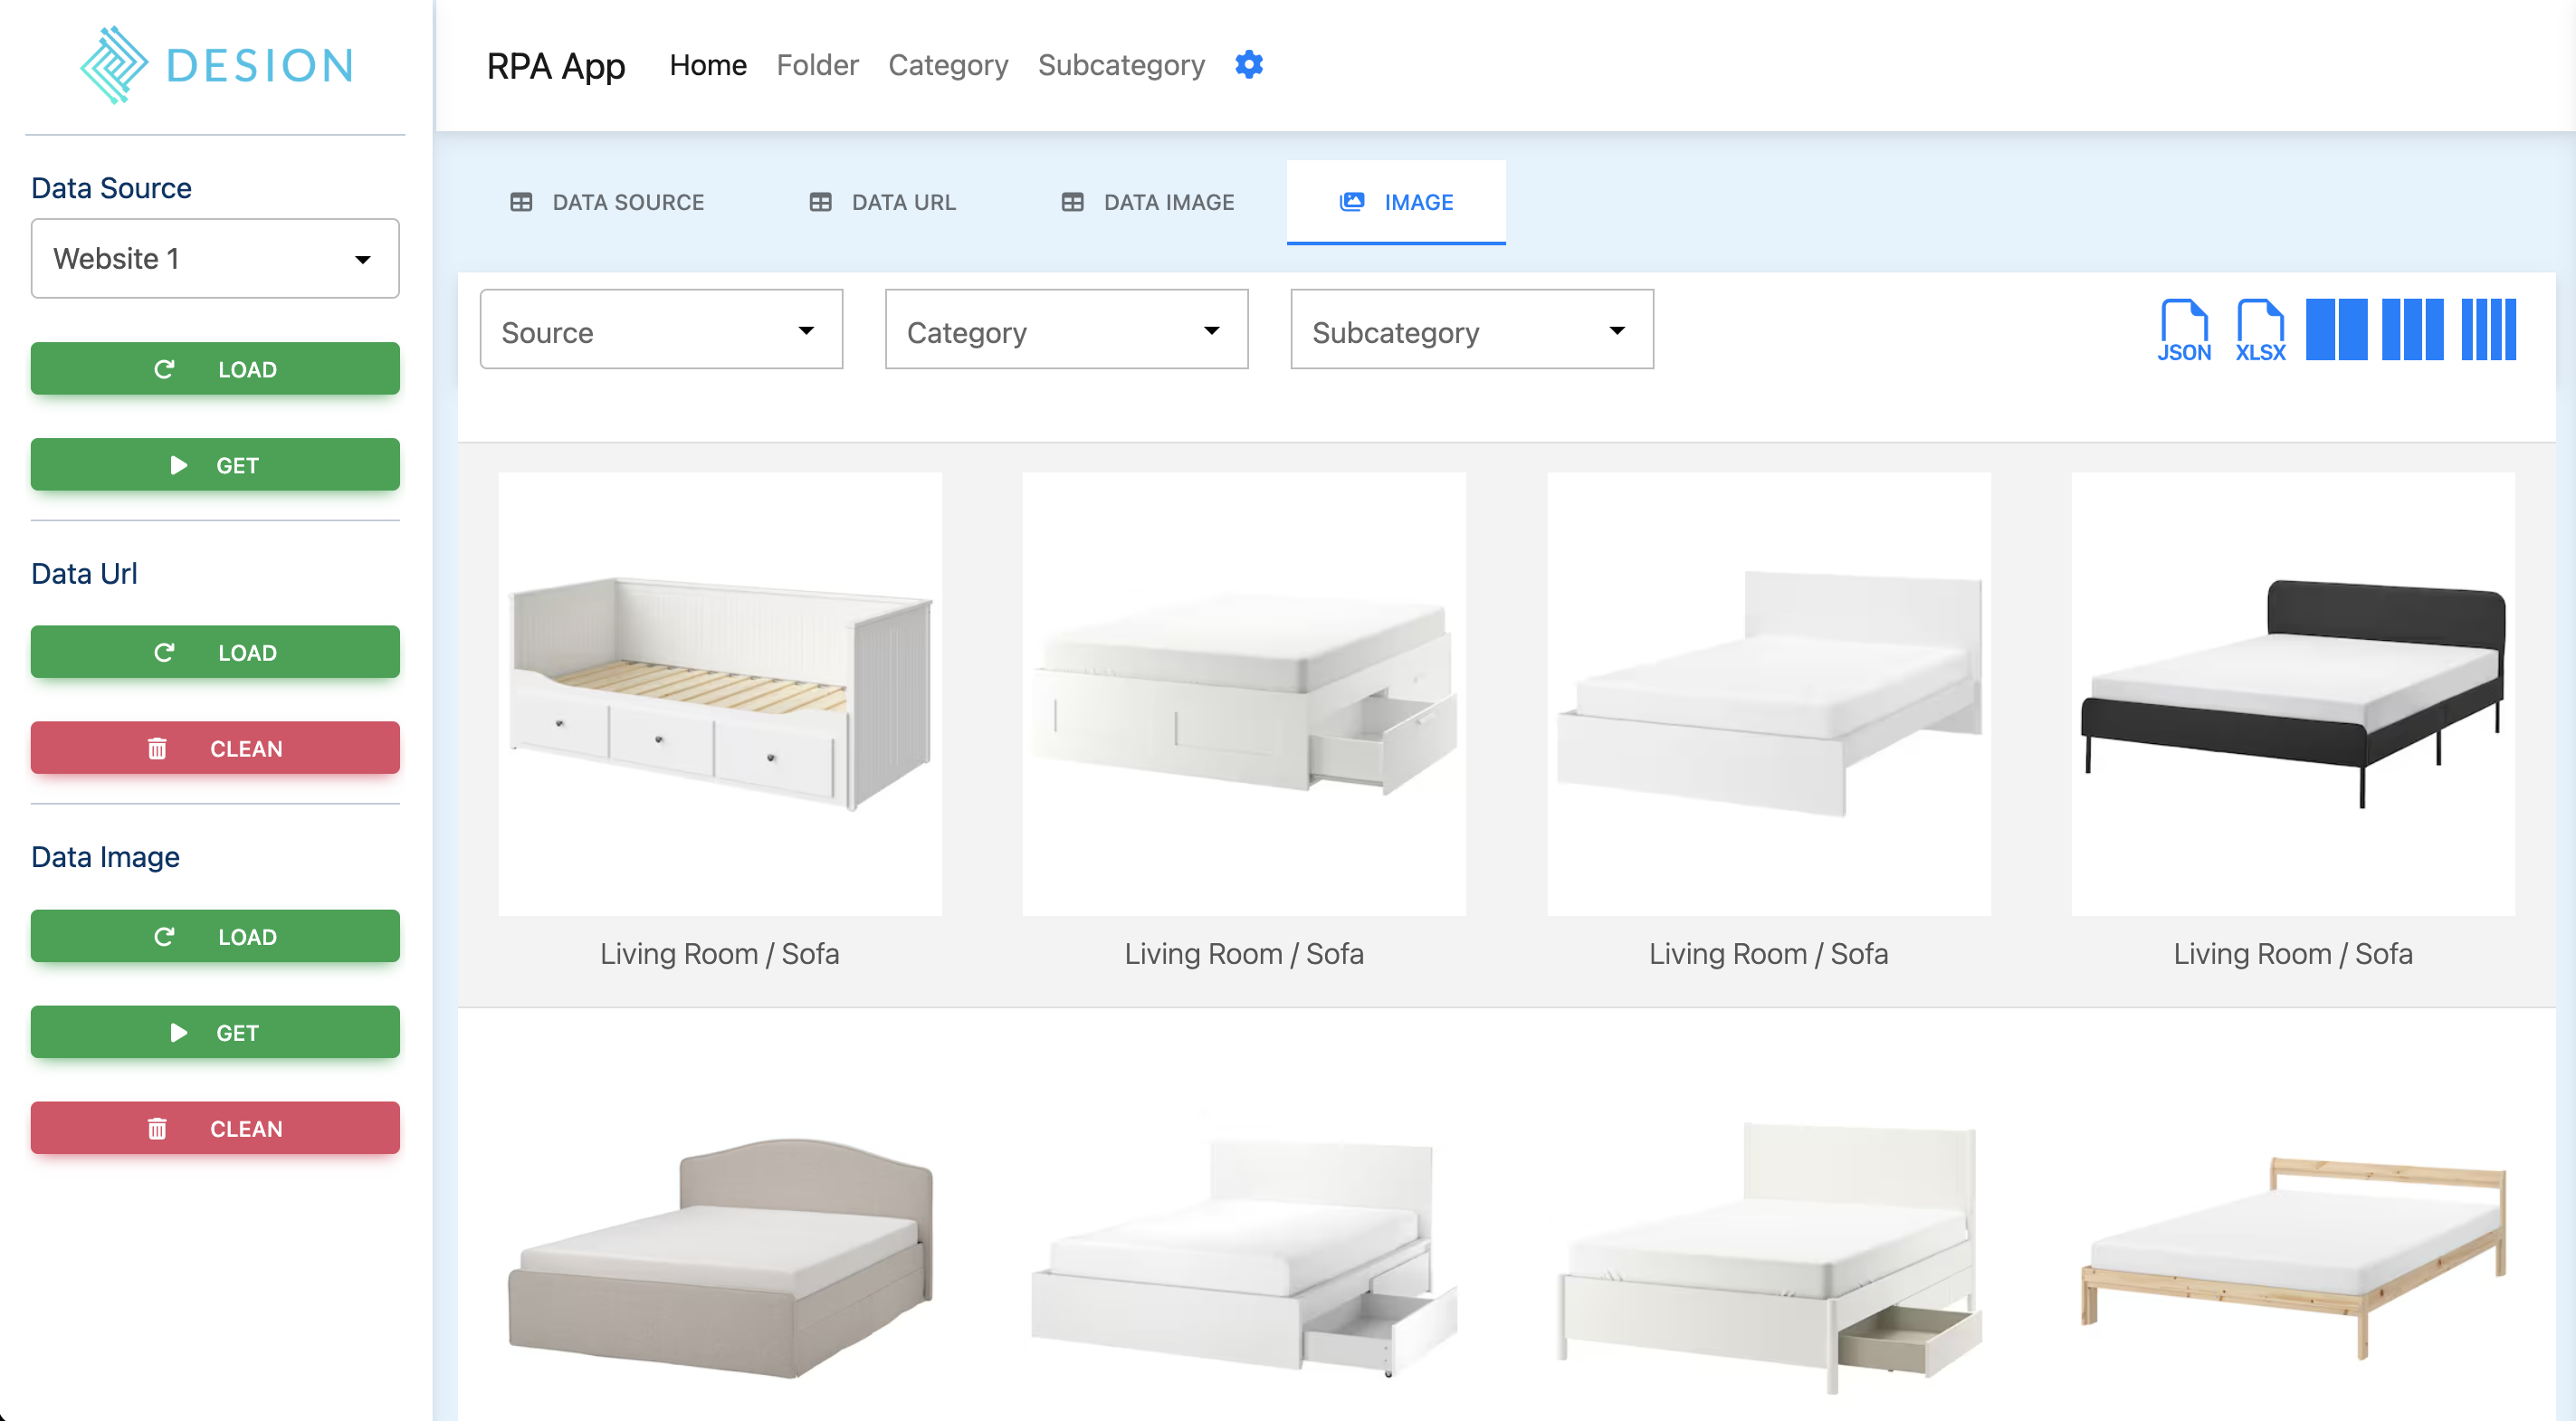 DESION
RPA App Home Folder Category Subcategory
Data Source
Website 1
LOAD
GET
Data Url
LOAD
CLEAN
Data Image
LOAD
GET
CLEAN
DATA SOURCE DATA URL DATA IMAGE IMAGE
Source Category Subcategory JSON XLSX
Living Room / Sofa Living Room / Sofa Living Room / Sofa Living Room / Sofa